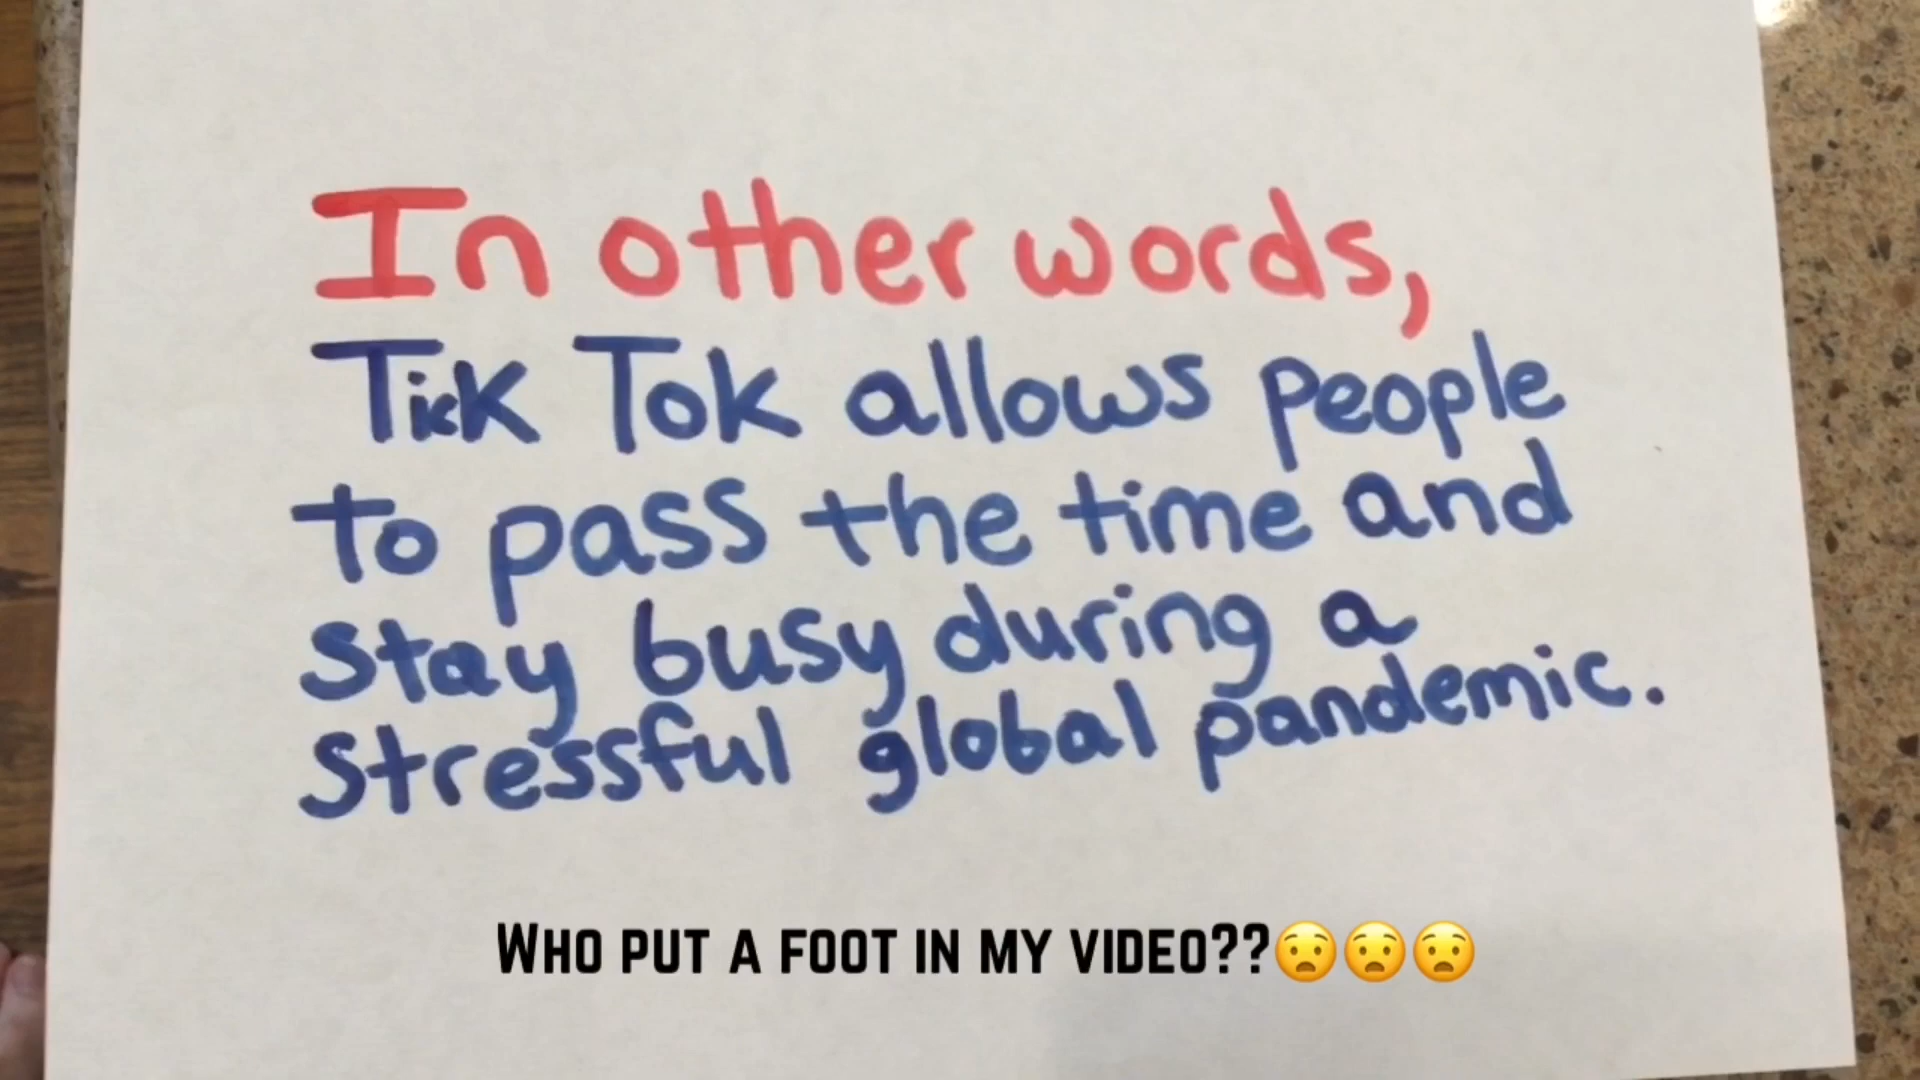 In other words,
Tick Tok allows people
to pass the time and
stay busy during a
stressful global pandemic.
WHO PUT A FOOT IN MY VIDEO??😧😧😧